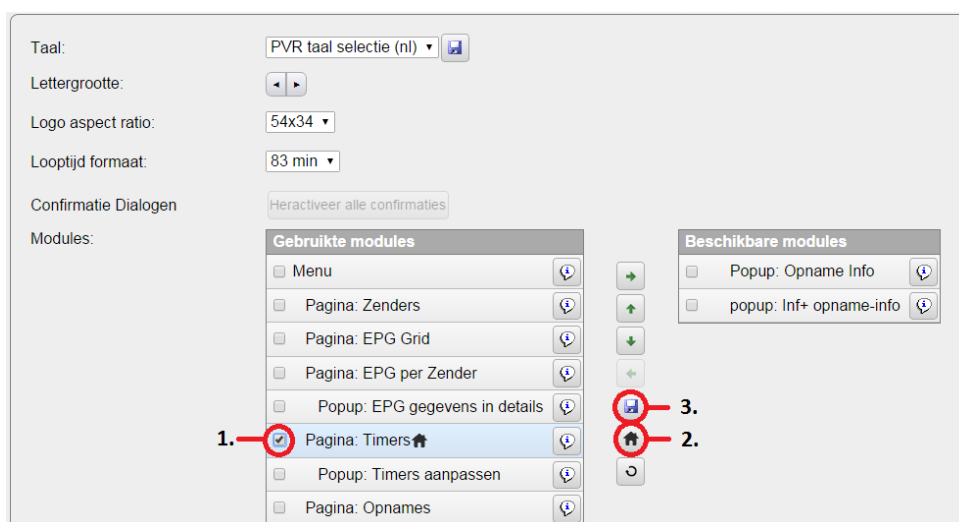 Taal:
PVR taal selectie (nl)
Lettergrootte:
Logo aspect ratio:
54x34
Looptijd formaat:
83 min
Confirmatie Dialogen
Heractiveer alle confirmaties
Modules:
Gebruikte modules
Beschikbare modules
Menu
Popup: Opname Info
Pagina: Zenders
popup: Inf+ opname-info
Pagina: EPG Grid
Pagina: EPG per Zender
Popup: EPG gegevens in details
3.
1.
Pagina: Timers
2.
Popup: Timers aanpassen
Pagina: Opnames